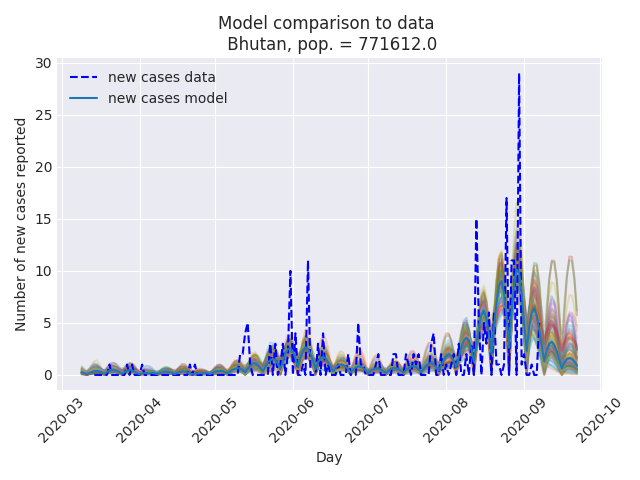 Model comparison to data
Bhutan, pop. = 771612.0
new cases data
new cases model
Number of new cases reported
30
25
20
15
10
5
0
2020-03
2020-04
2020-05
2020-06
2020-07
2020-08
2020-09
2020-10
Day